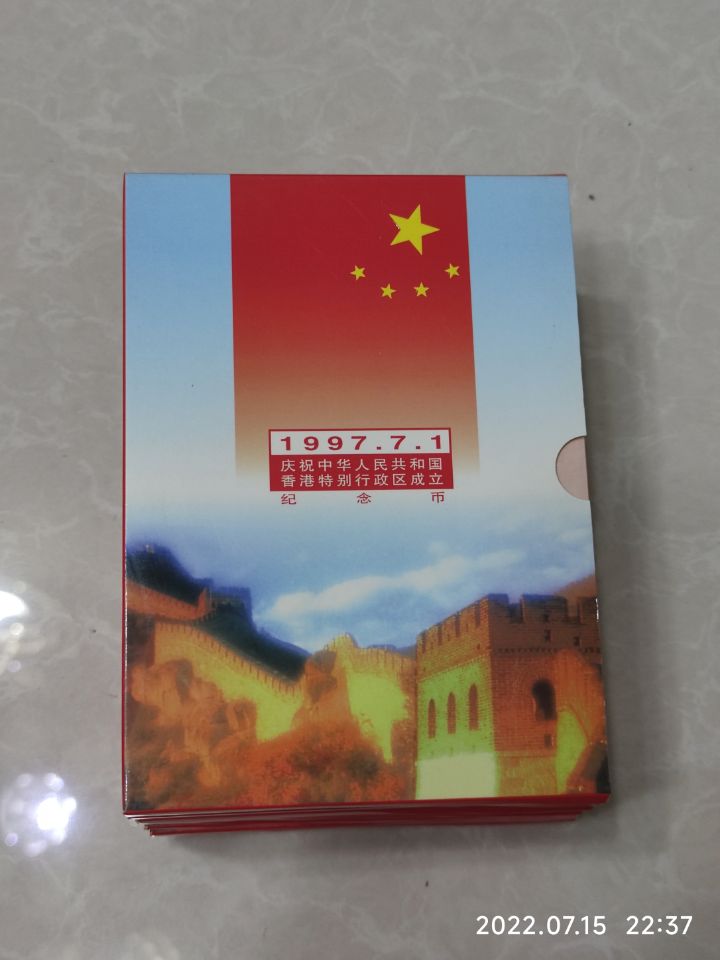 1997.7.1
庆祝中华人民共和国
香港特别行政区成立
纪念币
2022.07.15 22:37